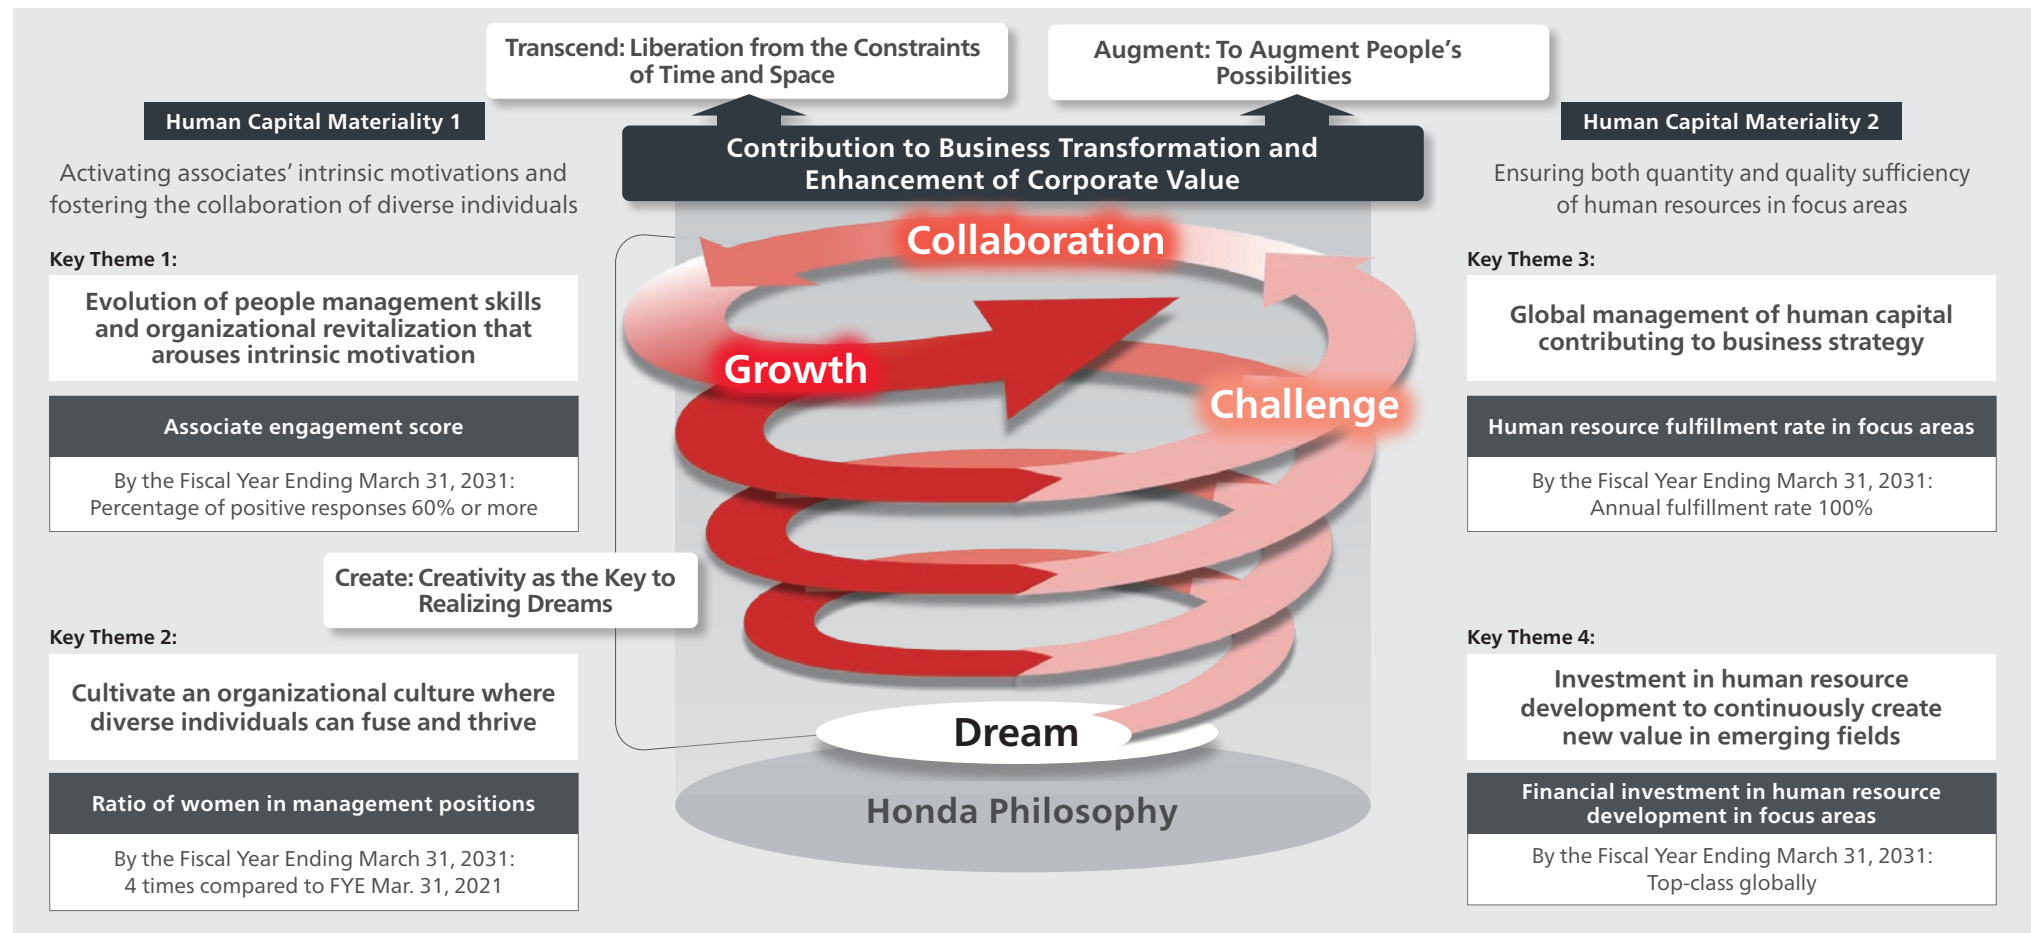 Transcend: Liberation from the Constraints
of Time and Space
Augment: To Augment People's
Possibilities
Contribution to Business Transformation and
Enhancement of Corporate Value
Human Capital Materiality 1
Activating associates' intrinsic motivations and
fostering the collaboration of diverse individuals
Key Theme 1:
Evolution of people management skills
and organizational revitalization that
arouses intrinsic motivation
Associate engagement score
By the Fiscal Year Ending March 31, 2031:
Percentage of positive responses 60% or more
Key Theme 2:
Cultivate an organizational culture where
diverse individuals can fuse and thrive
Ratio of women in management positions
By the Fiscal Year Ending March 31, 2031:
4 times compared to FYE Mar. 31, 2021
Create: Creativity as the Key to
Realizing Dreams
Collaboration
Growth
Challenge
Dream
Honda Philosophy
Human Capital Materiality 2
Ensuring both quantity and quality sufficiency
of human resources in focus areas
Key Theme 3:
Global management of human capital
contributing to business strategy
Human resource fulfillment rate in focus areas
By the Fiscal Year Ending March 31, 2031:
Annual fulfillment rate 100%
Key Theme 4:
Investment in human resource
development to continuously create
new value in emerging fields
Financial investment in human resource
development in focus areas
By the Fiscal Year Ending March 31, 2031:
Top-class globally